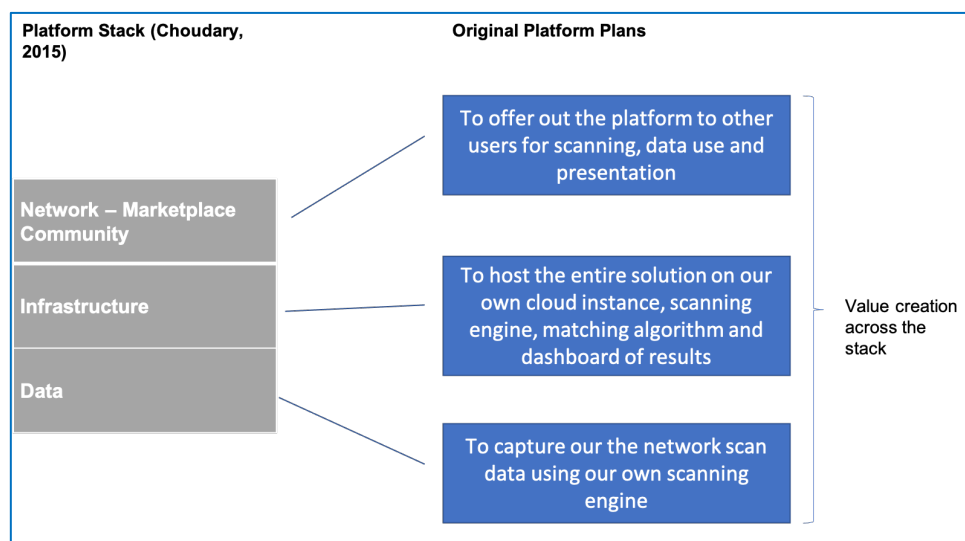 Platform Stack (Choudary,
2015)
Original Platform Plans
To offer out the platform to other
users for scanning, data use and
presentation
Network – Marketplace
Community
To host the entire solution on our
own cloud instance, scanning
engine, matching algorithm and
dashboard of results
Infrastructure
Value creation
across the
stack
Data
To capture our the network scan
data using our own scanning
engine